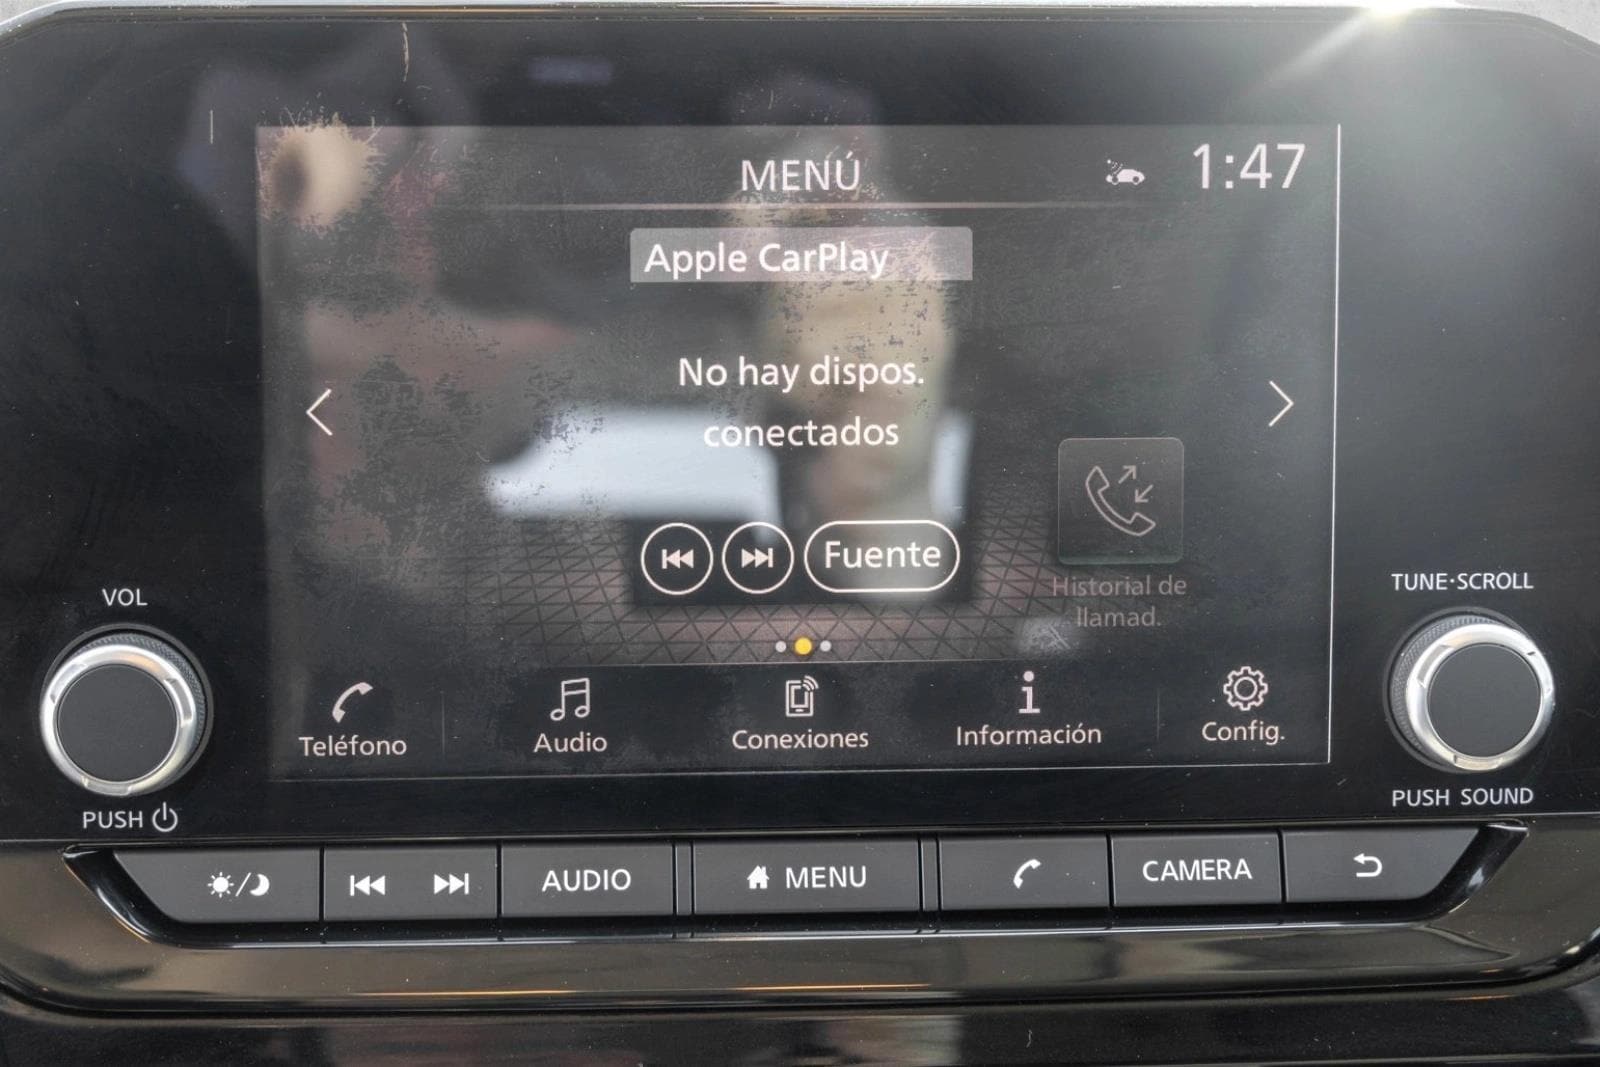 MENÚ
1:47
Apple CarPlay
No hay dispos.
conectados
Fuente
Historial de
llamad.
Teléfono
Audio
Conexiones
Información
Config.
VOL
PUSH
TUNE·SCROLL
PUSH SOUND
AUDIO
MENU
CAMERA